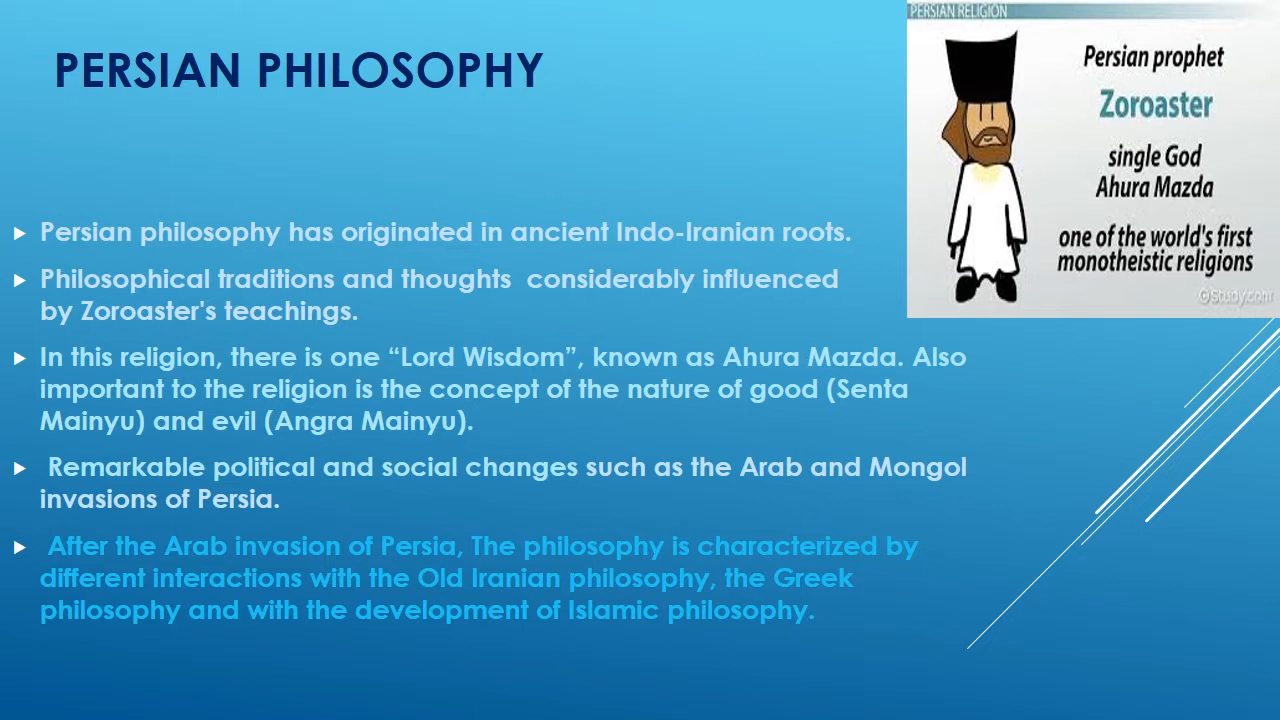 PERSIAN PHILOSOPHY
PERSIAN RELIGION
Persian prophet
Zoroaster
single God
Ahura Mazda
one of the world's first
monotheistic religions
©Study.com
Persian philosophy has originated in ancient Indo-Iranian roots.
Philosophical traditions and thoughts considerably influenced
by Zoroaster's teachings.
In this religion, there is one “Lord Wisdom”, known as Ahura Mazda. Also
important to the religion is the concept of the nature of good (Senta
Mainyu) and evil (Angra Mainyu).
Remarkable political and social changes such as the Arab and Mongol
invasions of Persia.
After the Arab invasion of Persia, The philosophy is characterized by
different interactions with the Old Iranian philosophy, the Greek
philosophy and with the development of Islamic philosophy.